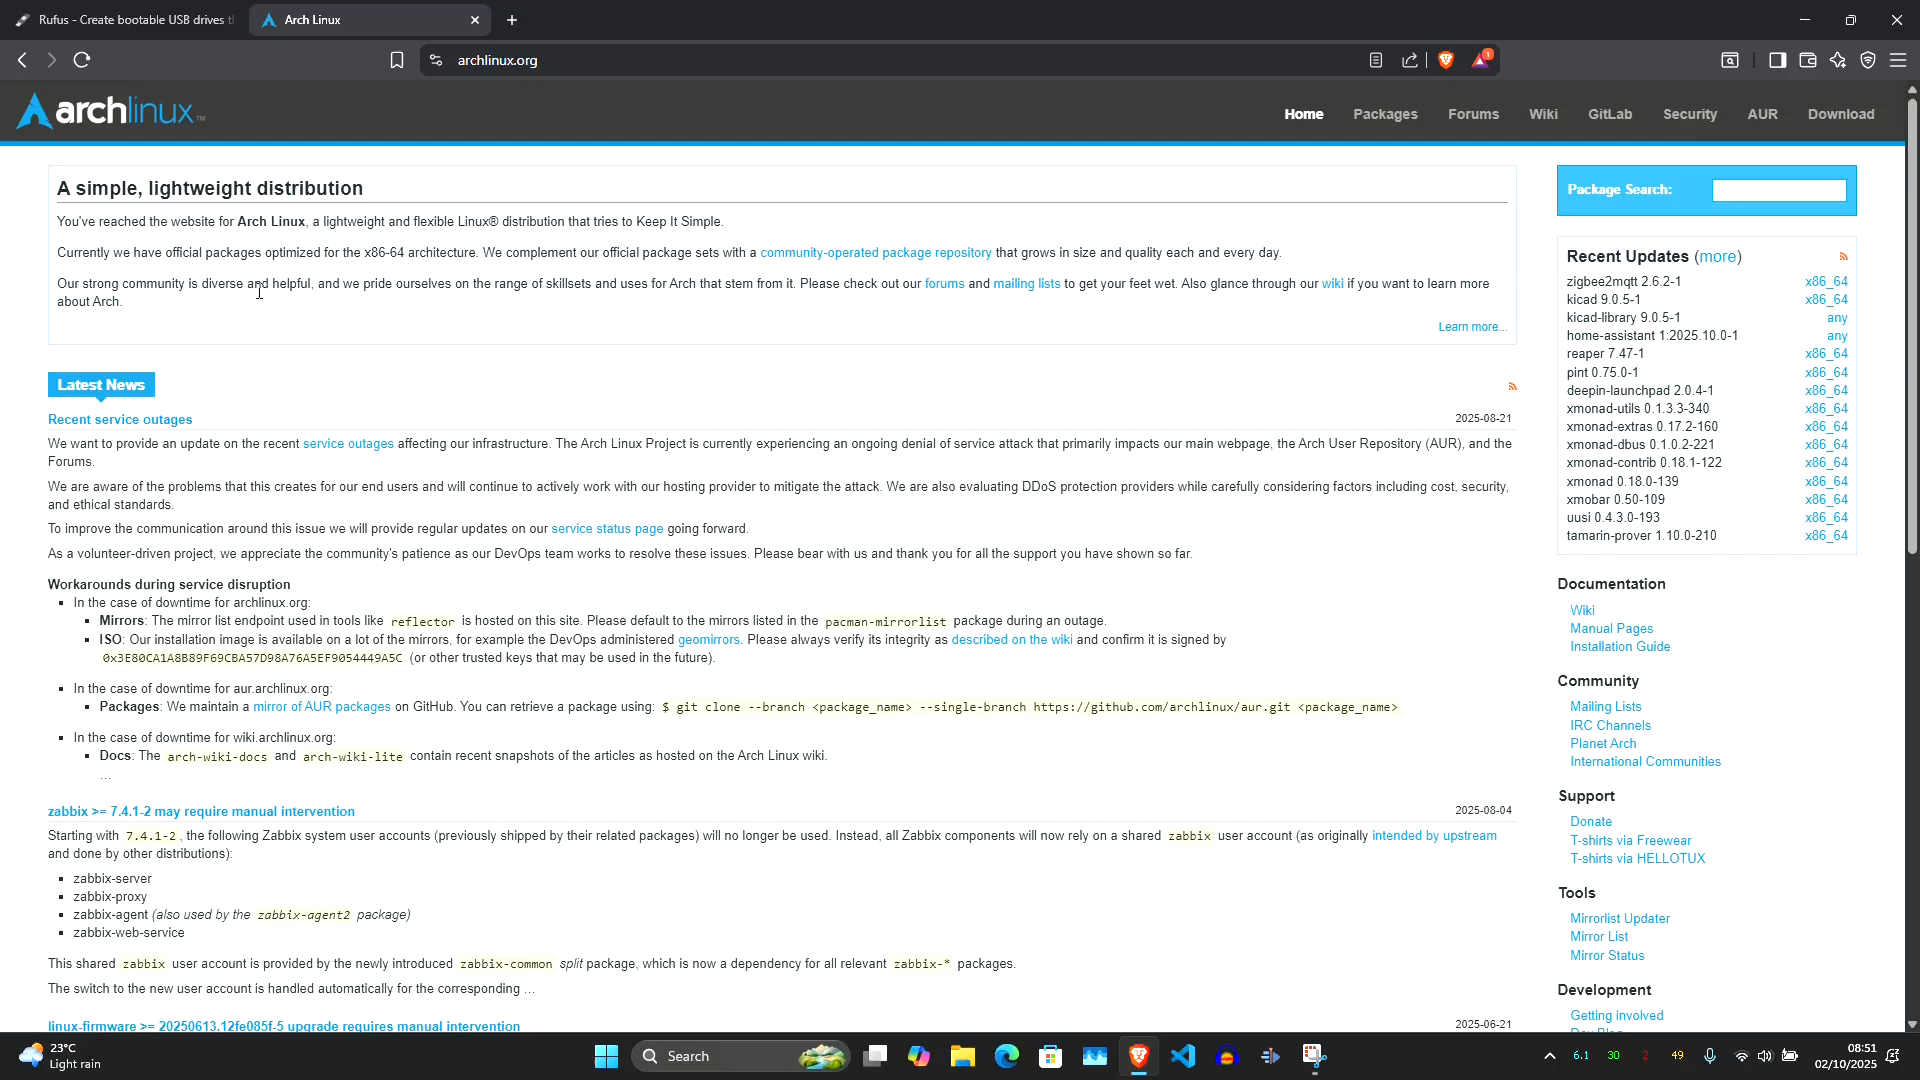 Rufus - Create bootable USB drives t
Arch Linux
archlinux.org
1
archlinux™
Home
Packages
Forums
Wiki
GitLab
Security
AUR
Download
A simple, lightweight distribution
You've reached the website for Arch Linux, a lightweight and flexible Linux® distribution that tries to Keep It Simple.
Currently we have official packages optimized for the x86-64 architecture. We complement our official package sets with a community-operated package repository that grows in size and quality each and every day.
Our strong community is diverse and helpful, and we pride ourselves on the range of skillsets and uses for Arch that stem from it. Please check out our forums and mailing lists to get your feet wet. Also glance through our wiki if you want to learn more
about Arch.
Learn more...
Latest News
Recent service outages
2025-08-21
We want to provide an update on the recent service outages affecting our infrastructure. The Arch Linux Project is currently experiencing an ongoing denial of service attack that primarily impacts our main webpage, the Arch User Repository (AUR), and the
Forums.
We are aware of the problems that this creates for our end users and will continue to actively work with our hosting provider to mitigate the attack. We are also evaluating DDoS protection providers while carefully considering factors including cost, security,
and ethical standards.
To improve the communication around this issue we will provide regular updates on our service status page going forward.
As a volunteer-driven project, we appreciate the community's patience as our DevOps team works to resolve these issues. Please bear with us and thank you for all the support you have shown so far.
Workarounds during service disruption
In the case of downtime for archlinux.org:
Mirrors: The mirror list endpoint used in tools like reflector is hosted on this site. Please default to the mirrors listed in the pacman-mirrorlist package during an outage.
ISO: Our installation image is available on a lot of the mirrors, for example the DevOps administered geomirrors. Please always verify its integrity as described on the wiki and confirm it is signed by
0x3E80CA1A8B89F69CBA57D98A76A5EF9054449A5C (or other trusted keys that may be used in the future).
In the case of downtime for aur.archlinux.org:
Packages: We maintain a mirror of AUR packages on GitHub. You can retrieve a package using: $ git clone --branch <package_name> --single-branch https://github.com/archlinux/aur.git <package_name>
In the case of downtime for wiki.archlinux.org:
Docs: The arch-wiki-docs and arch-wiki-lite contain recent snapshots of the articles as hosted on the Arch Linux wiki.
...
zabbix >= 7.4.1-2 may require manual intervention
2025-08-04
Starting with 7.4.1-2, the following Zabbix system user accounts (previously shipped by their related packages) will no longer be used. Instead, all Zabbix components will now rely on a shared zabbix user account (as originally intended by upstream
and done by other distributions):
zabbix-server
zabbix-proxy
zabbix-agent (also used by the zabbix-agent2 package)
zabbix-web-service
This shared zabbix user account is provided by the newly introduced zabbix-common split package, which is now a dependency for all relevant zabbix-* packages.
The switch to the new user account is handled automatically for the corresponding ...
linux-firmware >= 20250613.12fe085f-5 upgrade requires manual intervention
2025-06-21
Package Search:
Recent Updates (more)
zigbee2mqtt 2.6.2-1 x86_64
kicad 9.0.5-1 x86_64
kicad-library 9.0.5-1 any
home-assistant 1:2025.10.0-1 any
reaper 7.47-1 x86_64
pint 0.75.0-1 x86_64
deepin-launchpad 2.0.4-1 x86_64
xmonad-utils 0.1.3.3-340 x86_64
xmonad-extras 0.17.2-160 x86_64
xmonad-dbus 0.1.0.2-221 x86_64
xmonad-contrib 0.18.1-122 x86_64
xmonad 0.18.0-139 x86_64
xmobar 0.50-109 x86_64
uusi 0.4.3.0-193 x86_64
tamarin-prover 1.10.0-210 x86_64
Documentation
Wiki
Manual Pages
Installation Guide
Community
Mailing Lists
IRC Channels
Planet Arch
International Communities
Support
Donate
T-shirts via Freewear
T-shirts via HELLOTUX
Tools
Mirrorlist Updater
Mirror List
Mirror Status
Development
Getting involved
Dev Blog
23°C
Light rain
Search
6.1
30
2
49
08:51
02/10/2025